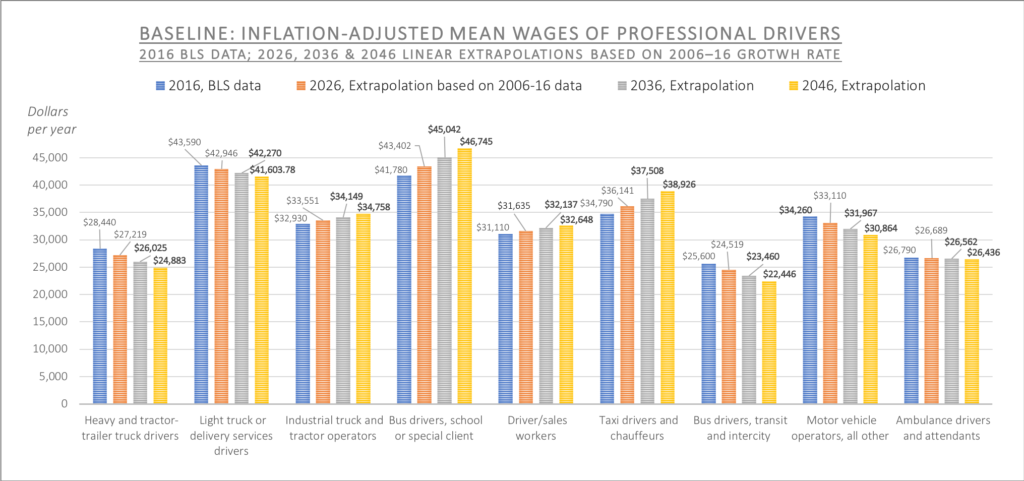 BASELINE: INFLATION-ADJUSTED MEAN WAGES OF PROFESSIONAL DRIVERS
2016 BLS DATA; 2026, 2036 & 2046 LINEAR EXTRAPOLATIONS BASED ON 2006–16 GROTWH RATE
2016, BLS data
2026, Extrapolation based on 2006-16 data
2036, Extrapolation
2046, Extrapolation
Dollars
per year
45,000
40,000
35,000
30,000
25,000
20,000
15,000
10,000
5,000
0
$28,440
$27,219
$26,025
$24,883
$43,590
$42,946
$42,270
$41,603.78
$32,930
$33,551
$34,149
$34,758
$41,780
$43,402
$45,042
$46,745
$31,110
$31,635
$32,137
$32,648
$34,790
$36,141
$37,508
$38,926
$25,600
$24,519
$23,460
$22,446
$34,260
$33,110
$31,967
$30,864
$26,790
$26,689
$26,562
$26,436
Heavy and tractor-
trailer truck drivers
Light truck or
delivery services
drivers
Industrial truck and
tractor operators
Bus drivers, school
or special client
Driver/sales
workers
Taxi drivers and
chauffeurs
Bus drivers, transit
and intercity
Motor vehicle
operators, all other
Ambulance drivers
and attendants